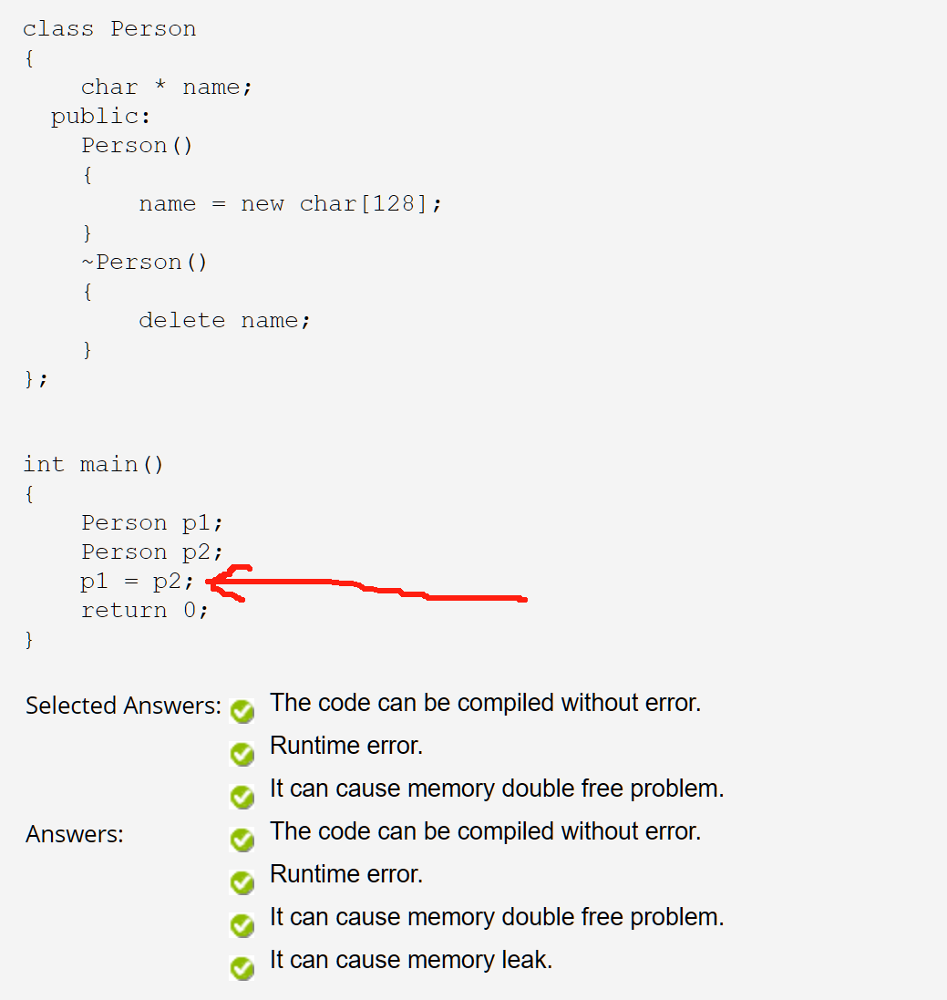 class Person
{
    char * name;
  public:
    Person()
    {
        name = new char[128];
    }
    ~Person()
    {
        delete name;
    }
};
int main()
{
    Person p1;
    Person p2;
    p1 = p2;
    return 0;
}
Selected Answers: The code can be compiled without error.
Runtime error.
It can cause memory double free problem.
Answers: The code can be compiled without error.
Runtime error.
It can cause memory double free problem.
It can cause memory leak.